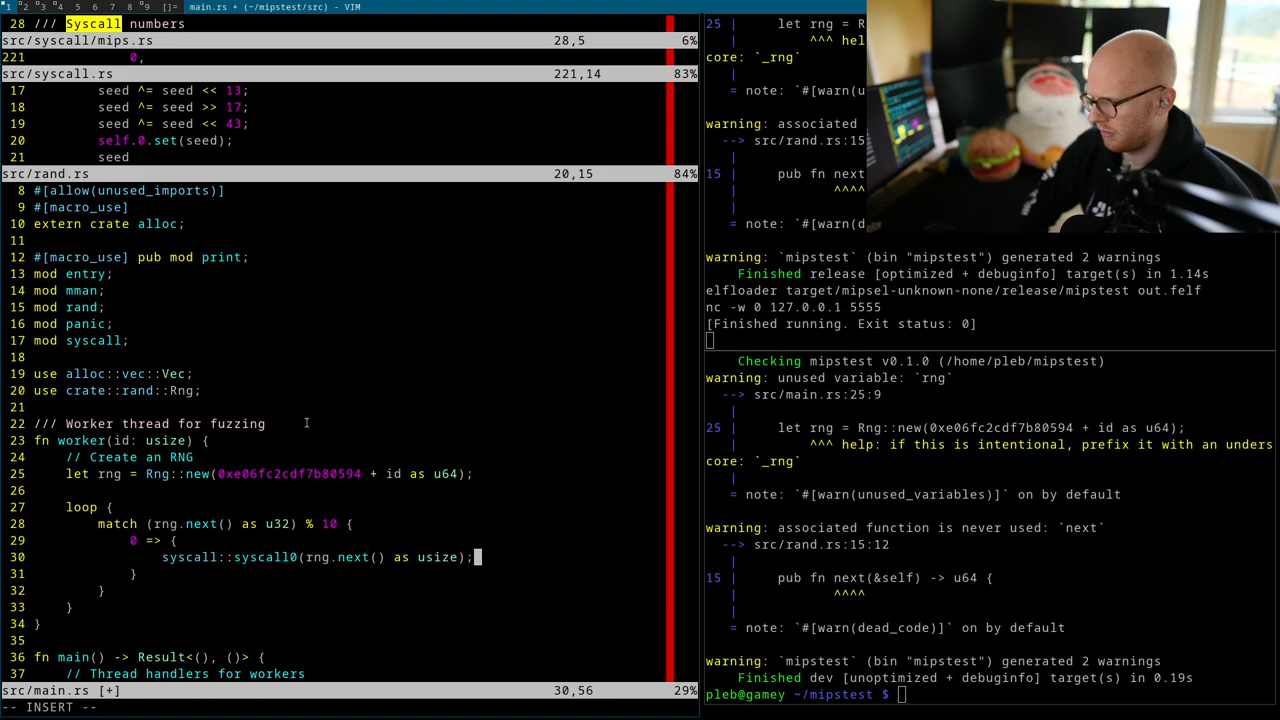 1 2 3 4 5 6 7 8 9 []= main.rs + (~/mipstest/src) - VIM
28 /// Syscall numbers
src/syscall/mips.rs 28,5 6%
221 0,
src/syscall.rs 221,14 83%
17 seed ^= seed << 13;
18 seed ^= seed >> 17;
19 seed ^= seed << 43;
20 self.0.set(seed);
21 seed
src/rand.rs 20,15 84%
8 #[allow(unused_imports)]
9 #[macro_use]
10 extern crate alloc;
11
12 #[macro_use] pub mod print;
13 mod entry;
14 mod mman;
15 mod rand;
16 mod panic;
17 mod syscall;
18
19 use alloc::vec::Vec;
20 use crate::rand::Rng;
21
22 /// Worker thread for fuzzing
23 fn worker(id: usize) {
24 // Create an RNG
25 let rng = Rng::new(0xe06fc2cdf7b80594 + id as u64);
26
27 loop {
28 match (rng.next() as u32) % 10 {
29 0 => {
30 syscall::syscall0(rng.next() as usize);
31 }
32 }
33 }
34 }
35
36 fn main() -> Result<(), ()> {
37 // Thread handlers for workers
src/main.rs [+] 30,56 29%
-- INSERT --
25 | let rng = R
| ^^^ hel
core: `_rng`
|
= note: `#[warn(u
warning: associated
--> src/rand.rs:15
|
15 | pub fn next
| ^^^^
|
= note: `#[warn(d
warning: `mipstest` (bin "mipstest") generated 2 warnings
Finished release [optimized + debuginfo] target(s) in 1.14s
elfloader target/mipsel-unknown-none/release/mipstest out.felf
nc -w 0 127.0.0.1 5555
[Finished running. Exit status: 0]
Checking mipstest v0.1.0 (/home/pleb/mipstest)
warning: unused variable: `rng`
--> src/main.rs:25:9
|
25 | let rng = Rng::new(0xe06fc2cdf7b80594 + id as u64);
| ^^^ help: if this is intentional, prefix it with an unders
core: `_rng`
|
= note: `#[warn(unused_variables)]` on by default
warning: associated function is never used: `next`
--> src/rand.rs:15:12
|
15 | pub fn next(&self) -> u64 {
| ^^^^
|
= note: `#[warn(dead_code)]` on by default
warning: `mipstest` (bin "mipstest") generated 2 warnings
Finished dev [unoptimized + debuginfo] target(s) in 0.19s
pleb@gamey ~/mipstest $